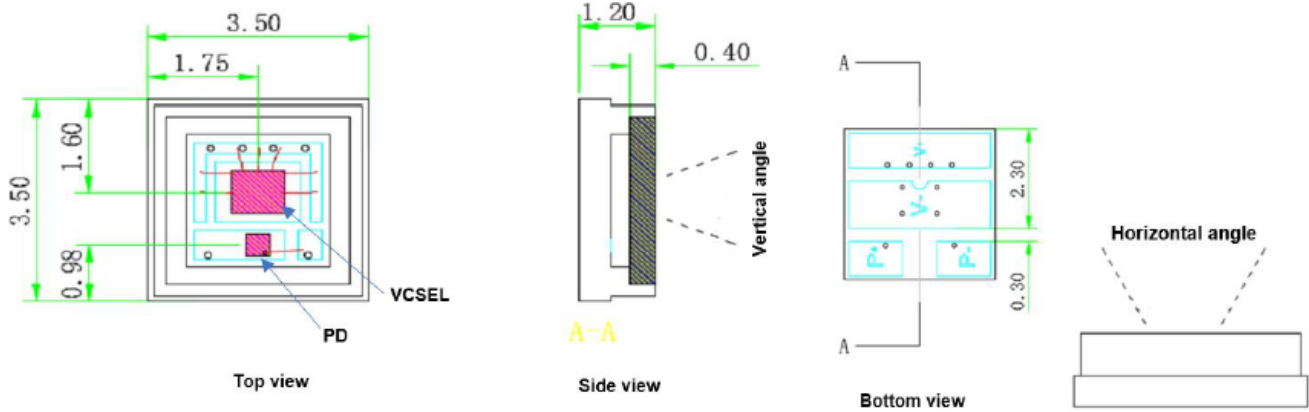 3.50
1.75
1.60
3.50
0.98
VCSEL
PD
Top view
1.20
0.40
Vertical angle
A-A
Side view
A
V-
2.30
P+
P-
0.30
A
Bottom view
Horizontal angle